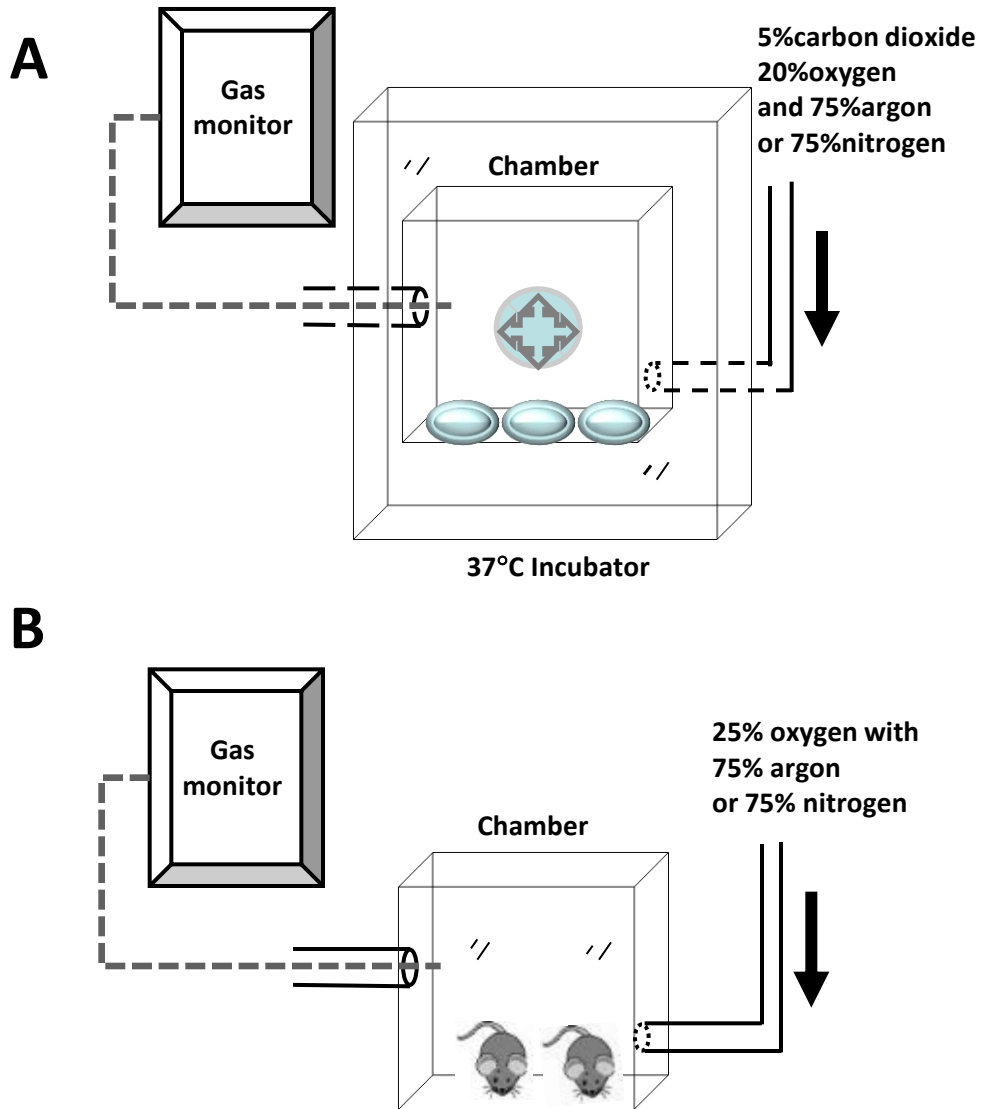 A
Gas
monitor
5%carbon dioxide
20%oxygen
and 75%argon
or 75%nitrogen
Chamber
37°C Incubator
B
Gas
monitor
25% oxygen with
75% argon
or 75% nitrogen
Chamber